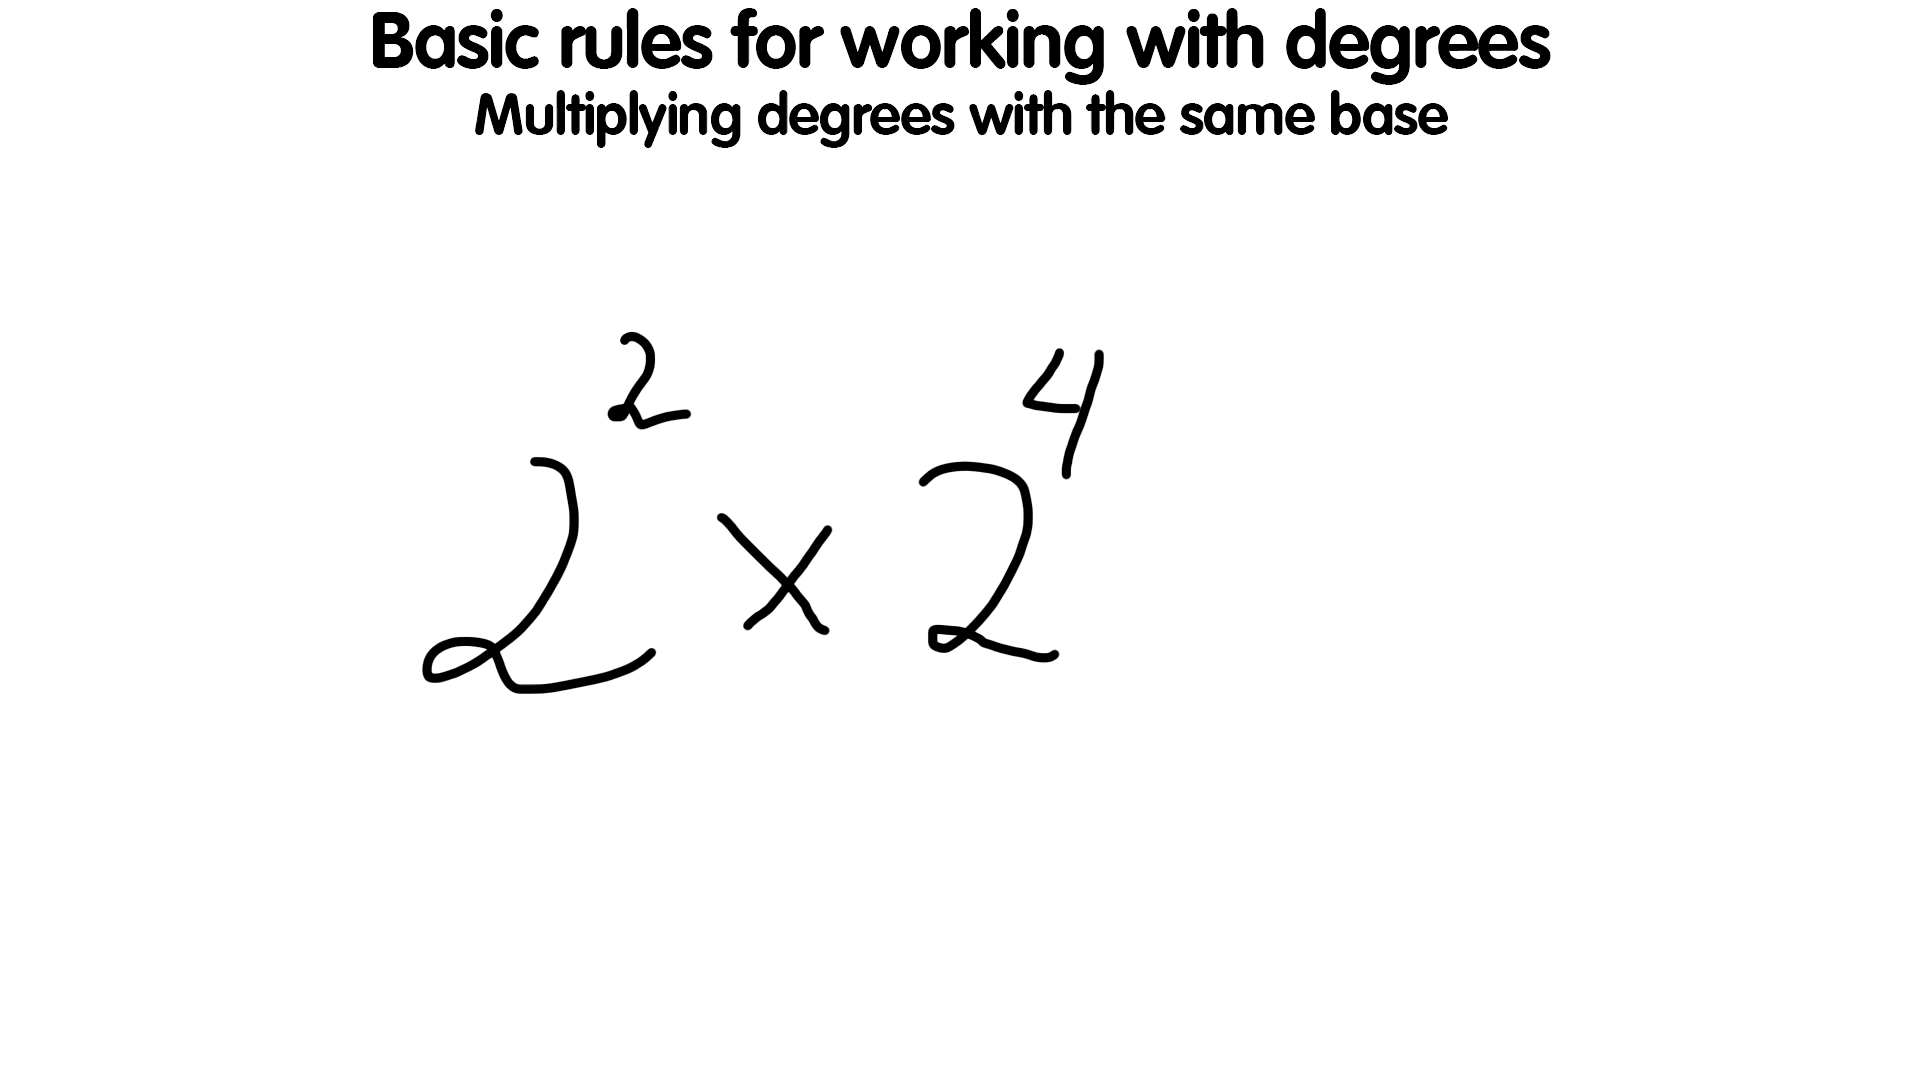 Basic rules for working with degrees
Multiplying degrees with the same base
2² x 2⁴